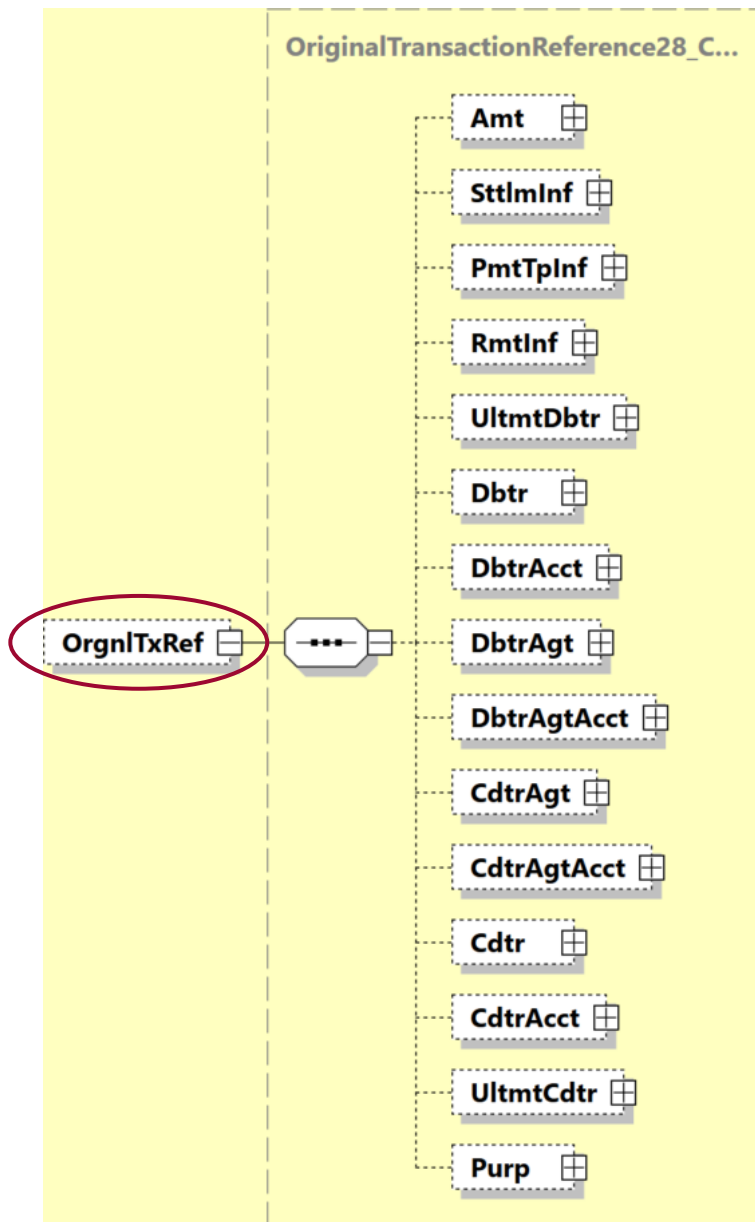 OriginalTransactionReference28_C...
Amt
SttlmInf
PmtTpInf
RmtInf
UltmtDbtr
Dbtr
DbtrAcct
OrgnlTxRef
DbtrAgt
DbtrAgtAcct
CdtrAgt
CdtrAgtAcct
Cdtr
CdtrAcct
UltmtCdtr
Purp